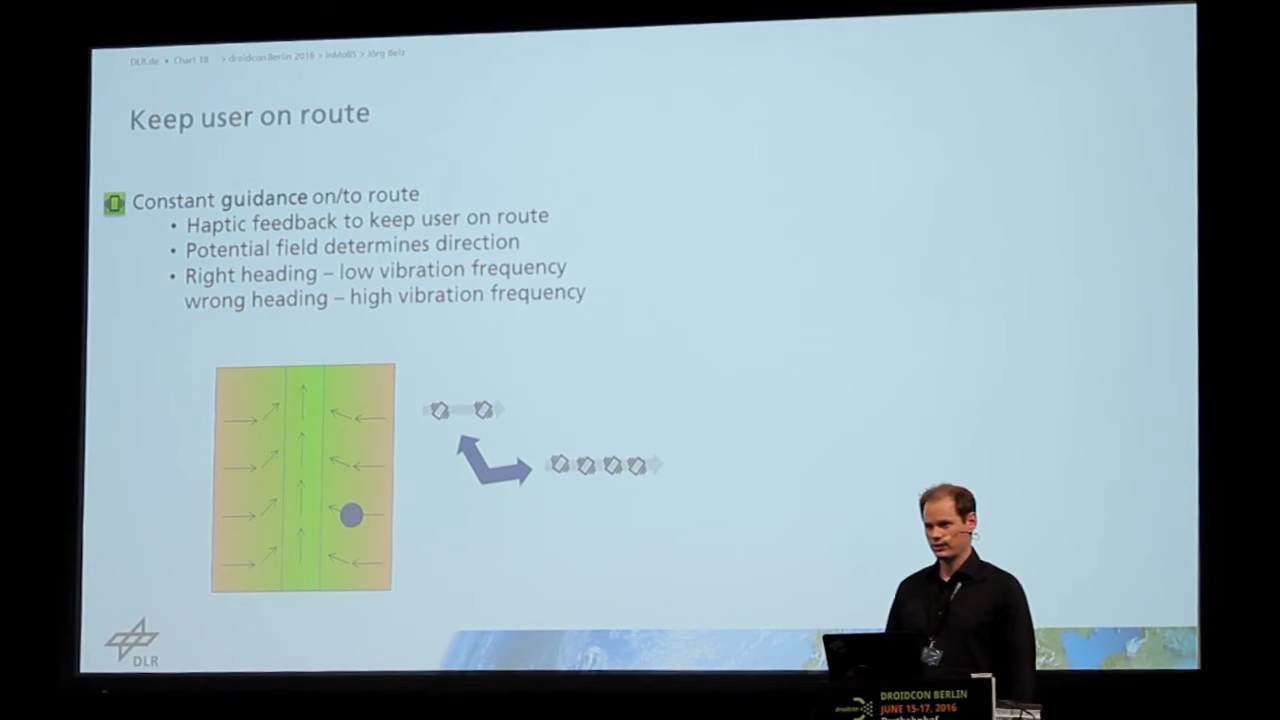 DLR.de • Chart 18 > droidcon Berlin 2016 > InMoBS > Jörg Belz
Keep user on route
Constant guidance on/to route
• Haptic feedback to keep user on route
• Potential field determines direction
• Right heading – low vibration frequency
wrong heading – high vibration frequency
DLR
droidcon
DROIDCON BERLIN
JUNE 15-17, 2016
Postbahnhof